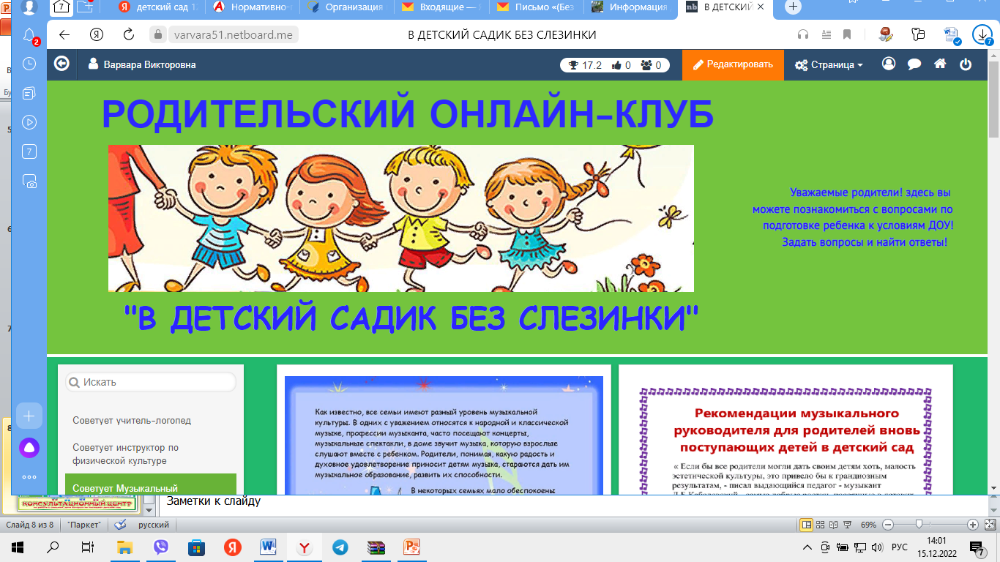 7
детский сад 1
Нормативно-
Организация
Входящие — Я
Письмо «(Без
Информация
В ДЕТСКИЙ
varvara51.netboard.me
В ДЕТСКИЙ САДИК БЕЗ СЛЕЗИНКИ
7
2
7
Варвара Викторовна
17.2 0 0
Редактировать
Страница
РОДИТЕЛЬСКИЙ ОНЛАЙН-КЛУБ
Уважаемые родители! здесь вы
можете познакомиться с вопросами по
подготовке ребенка к условиям ДОУ!
Задать вопросы и найти ответы!
"В ДЕТСКИЙ САДИК БЕЗ СЛЕЗИНКИ"
Искать
Советует учитель-логопед
Советует инструктор по
физической культуре
Советует Музыкальный
Как известно, все семьи имеют разный уровень музыкальной
культуры. В одних с уважением относятся к народной и классической
музыке, профессии музыканта, часто посещают концерты,
музыкальные спектакли, в доме звучит музыка, которую взрослые
слушают вместе с ребенком. Родители, понимая, какую радость и
духовное удовлетворение приносит детям музыка, стараются дать им
музыкальное образование, развить их способности.
В некоторых семьях мало обеспокоены
Рекомендации музыкального
руководителя для родителей вновь
поступающих детей в детский сад
« Если бы все родители могли дать своим детям хоть, малость
эстетической культуры, это привело бы к грандиозным
результатам, - писал выдающийся педагог - музыкант
КОНСУЛЬТАЦИОННЫЙ ЦЕНТР
Заметки к слайду
Слайд 8 из 8
"Паркет"
русский
69%
РУС
14:01
15.12.2022
7